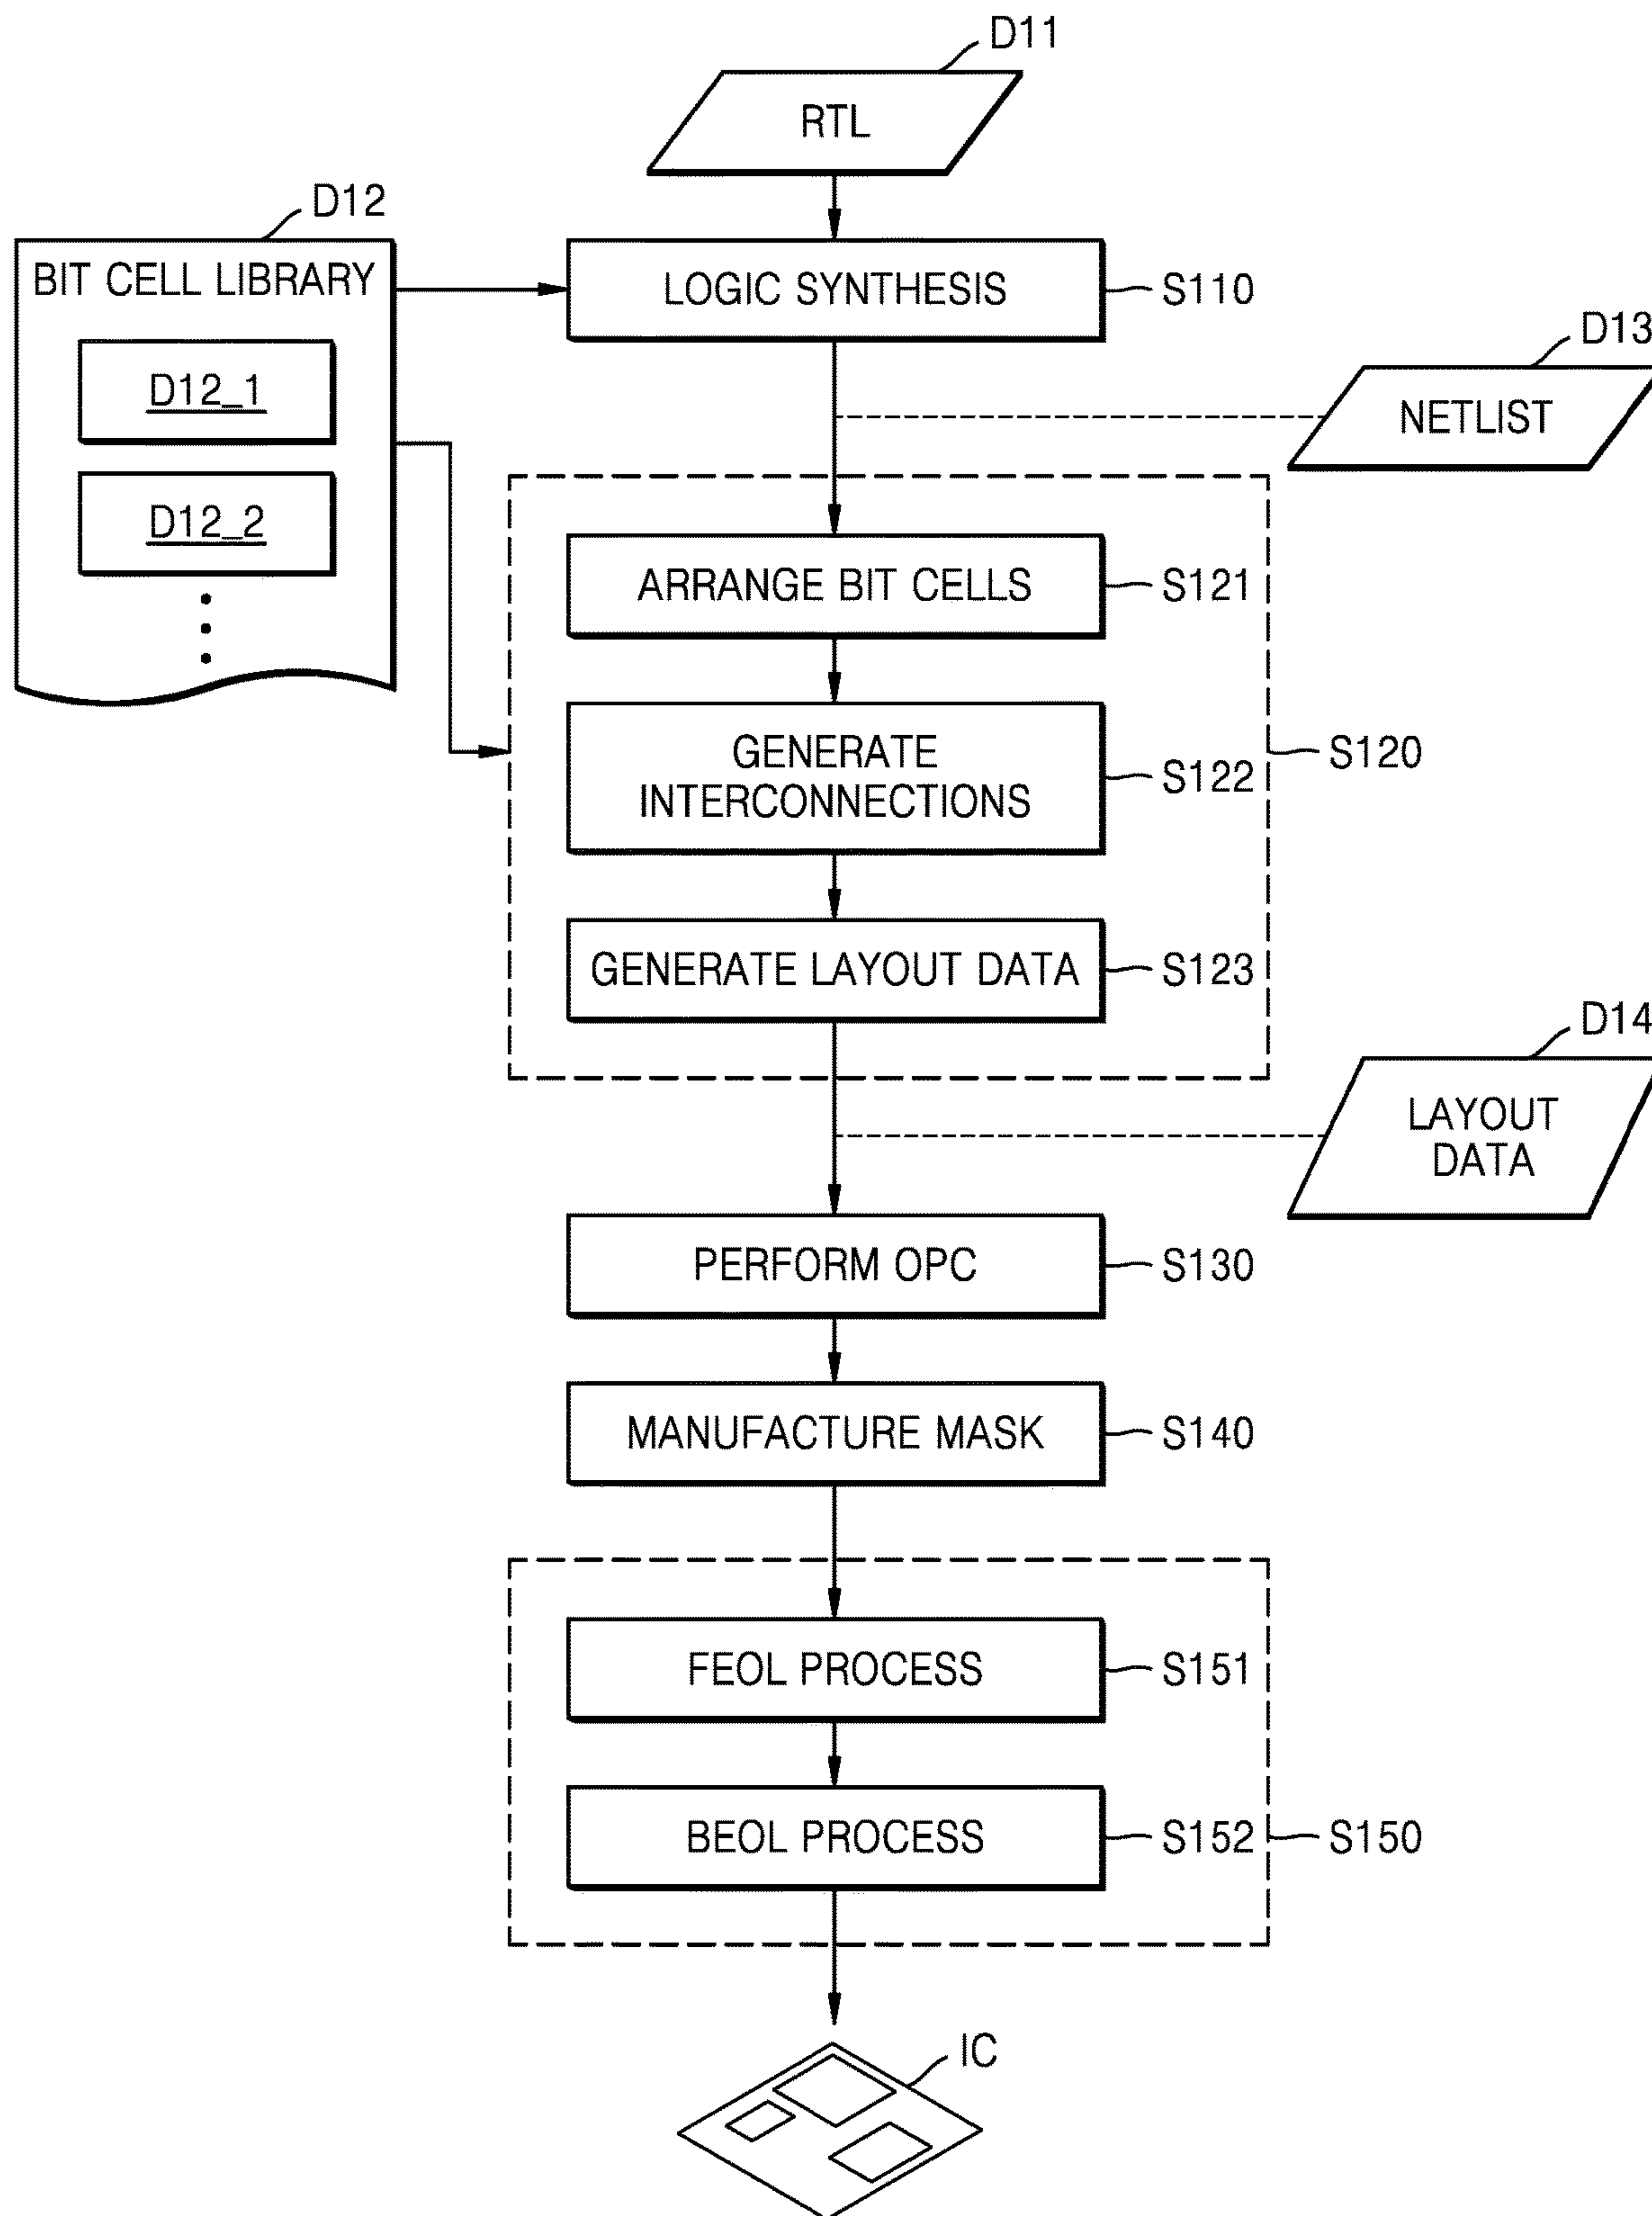 D11
RTL
D12
BIT CELL LIBRARY
D12_1
D12_2
LOGIC SYNTHESIS
S110
D13
NETLIST
ARRANGE BIT CELLS
S121
GENERATE
INTERCONNECTIONS
S122
S120
GENERATE LAYOUT DATA
S123
D14
LAYOUT
DATA
PERFORM OPC
S130
MANUFACTURE MASK
S140
FEOL PROCESS
S151
BEOL PROCESS
S152
S150
IC